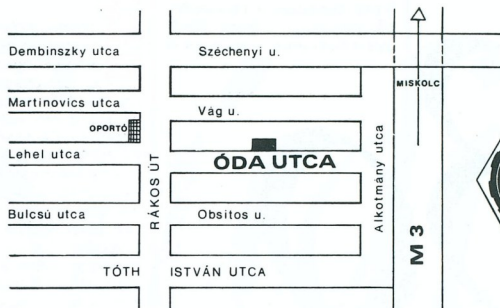 Dembinszky utca
Széchenyi u.
MISKOLC
Martinovics utca
Vág u.
OPORTÓ
Lehel utca
ÓDA UTCA
RÁKOS ÚT
Alkotmány utca
Bulcsú utca
Obsitos u.
M 3
TÓTH ISTVÁN UTCA